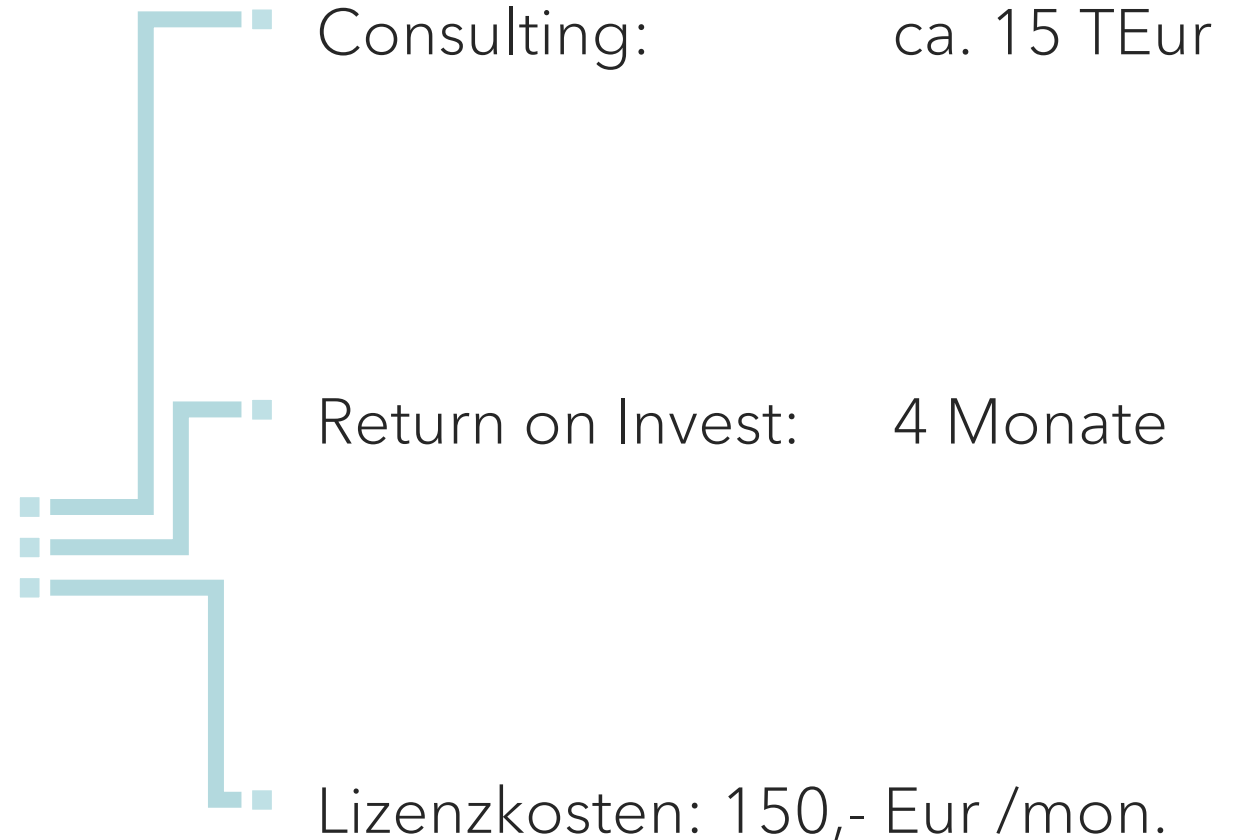 Consulting: ca. 15 TEur
Return on Invest: 4 Monate
Lizenzkosten: 150,- Eur /mon.